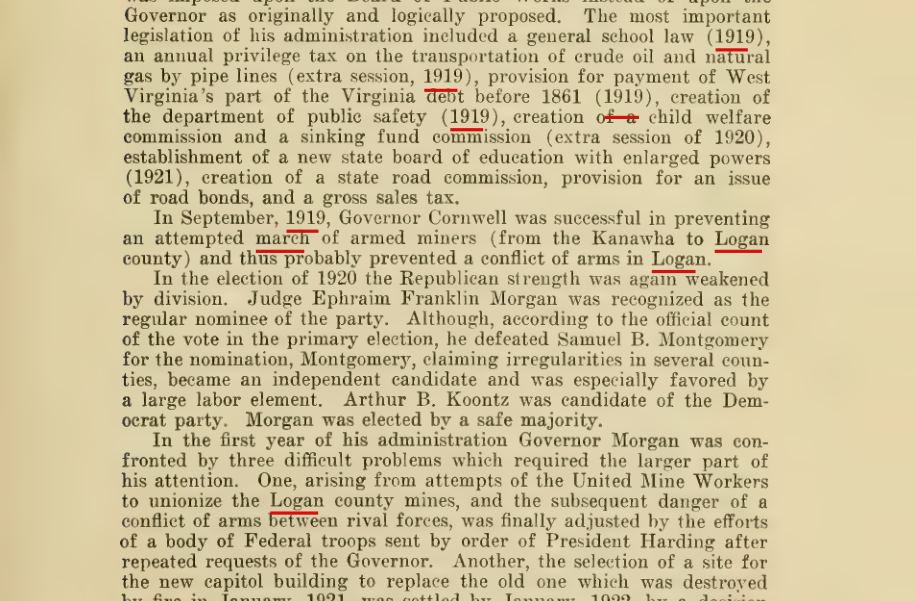 Governor as originally and logically proposed. The most important
legislation of his administration included a general school law (1919),
an annual privilege tax on the transportation of crude oil and natural
gas by pipe lines (extra session, 1919), provision for payment of West
Virginia's part of the Virginia debt before 1861 (1919), creation of
the department of public safety (1919), creation of a child welfare
commission and a sinking fund commission (extra session of 1920),
establishment of a new state board of education with enlarged powers
(1921), creation of a state road commission, provision for an issue
of road bonds, and a gross sales tax.
In September, 1919, Governor Cornwell was successful in preventing
an attempted march of armed miners (from the Kanawha to Logan
county) and thus probably prevented a conflict of arms in Logan.
In the election of 1920 the Republican strength was again weakened
by division. Judge Ephraim Franklin Morgan was recognized as the
regular nominee of the party. Although, according to the official count
of the vote in the primary election, he defeated Samuel B. Montgomery
for the nomination, Montgomery, claiming irregularities in several coun-
ties, became an independent candidate and was especially favored by
a large labor element. Arthur B. Koontz was candidate of the Dem-
ocrat party. Morgan was elected by a safe majority.
In the first year of his administration Governor Morgan was con-
fronted by three difficult problems which required the larger part of
his attention. One, arising from attempts of the United Mine Workers
to unionize the Logan county mines, and the subsequent danger of a
conflict of arms between rival forces, was finally adjusted by the efforts
of a body of Federal troops sent by order of President Harding after
repeated requests of the Governor. Another, the selection of a site for
the new capitol building to replace the old one which was destroyed